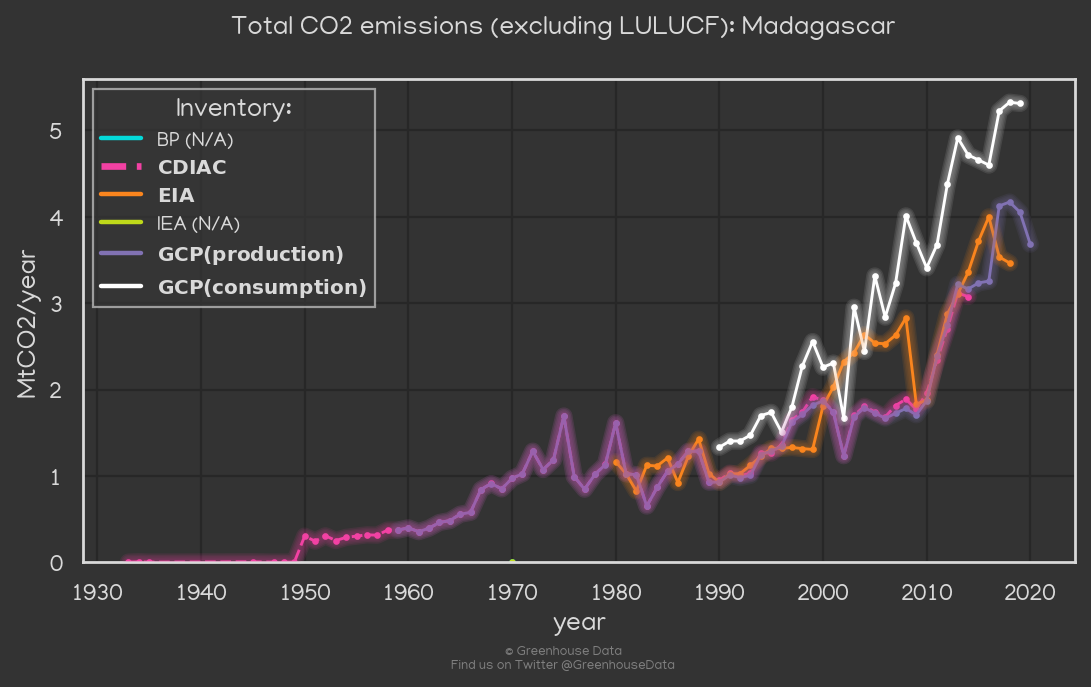 Total CO2 emissions (excluding LULUCF): Madagascar
Inventory:
BP (N/A)
CDIAC
EIA
IEA (N/A)
GCP(production)
GCP(consumption)
MtCO2/year
5
4
3
2
1
0
1930 1940 1950 1960 1970 1980 1990 2000 2010 2020
year
© Greenhouse Data
Find us on Twitter @GreenhouseData